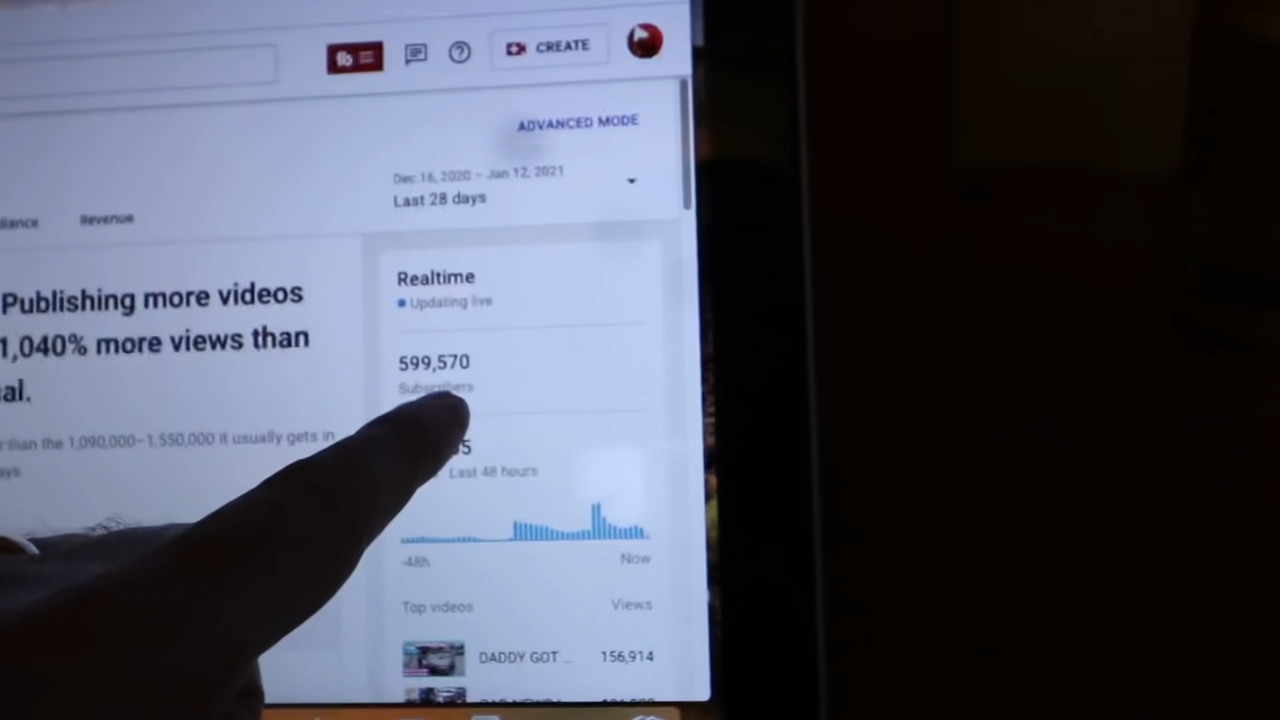 CREATE
ADVANCED MODE
Dec 16, 2020 – Jan 12, 2021
Last 28 days
Revenue
Publishing more videos
1,040% more views than
al.
Realtime
Updating live
599,570
Subscribers
than the 1,090,000–1,550,000 it usually gets in
5
Last 48 hours
-48h
Now
Top videos
Views
DADDY GOT ...
156,914